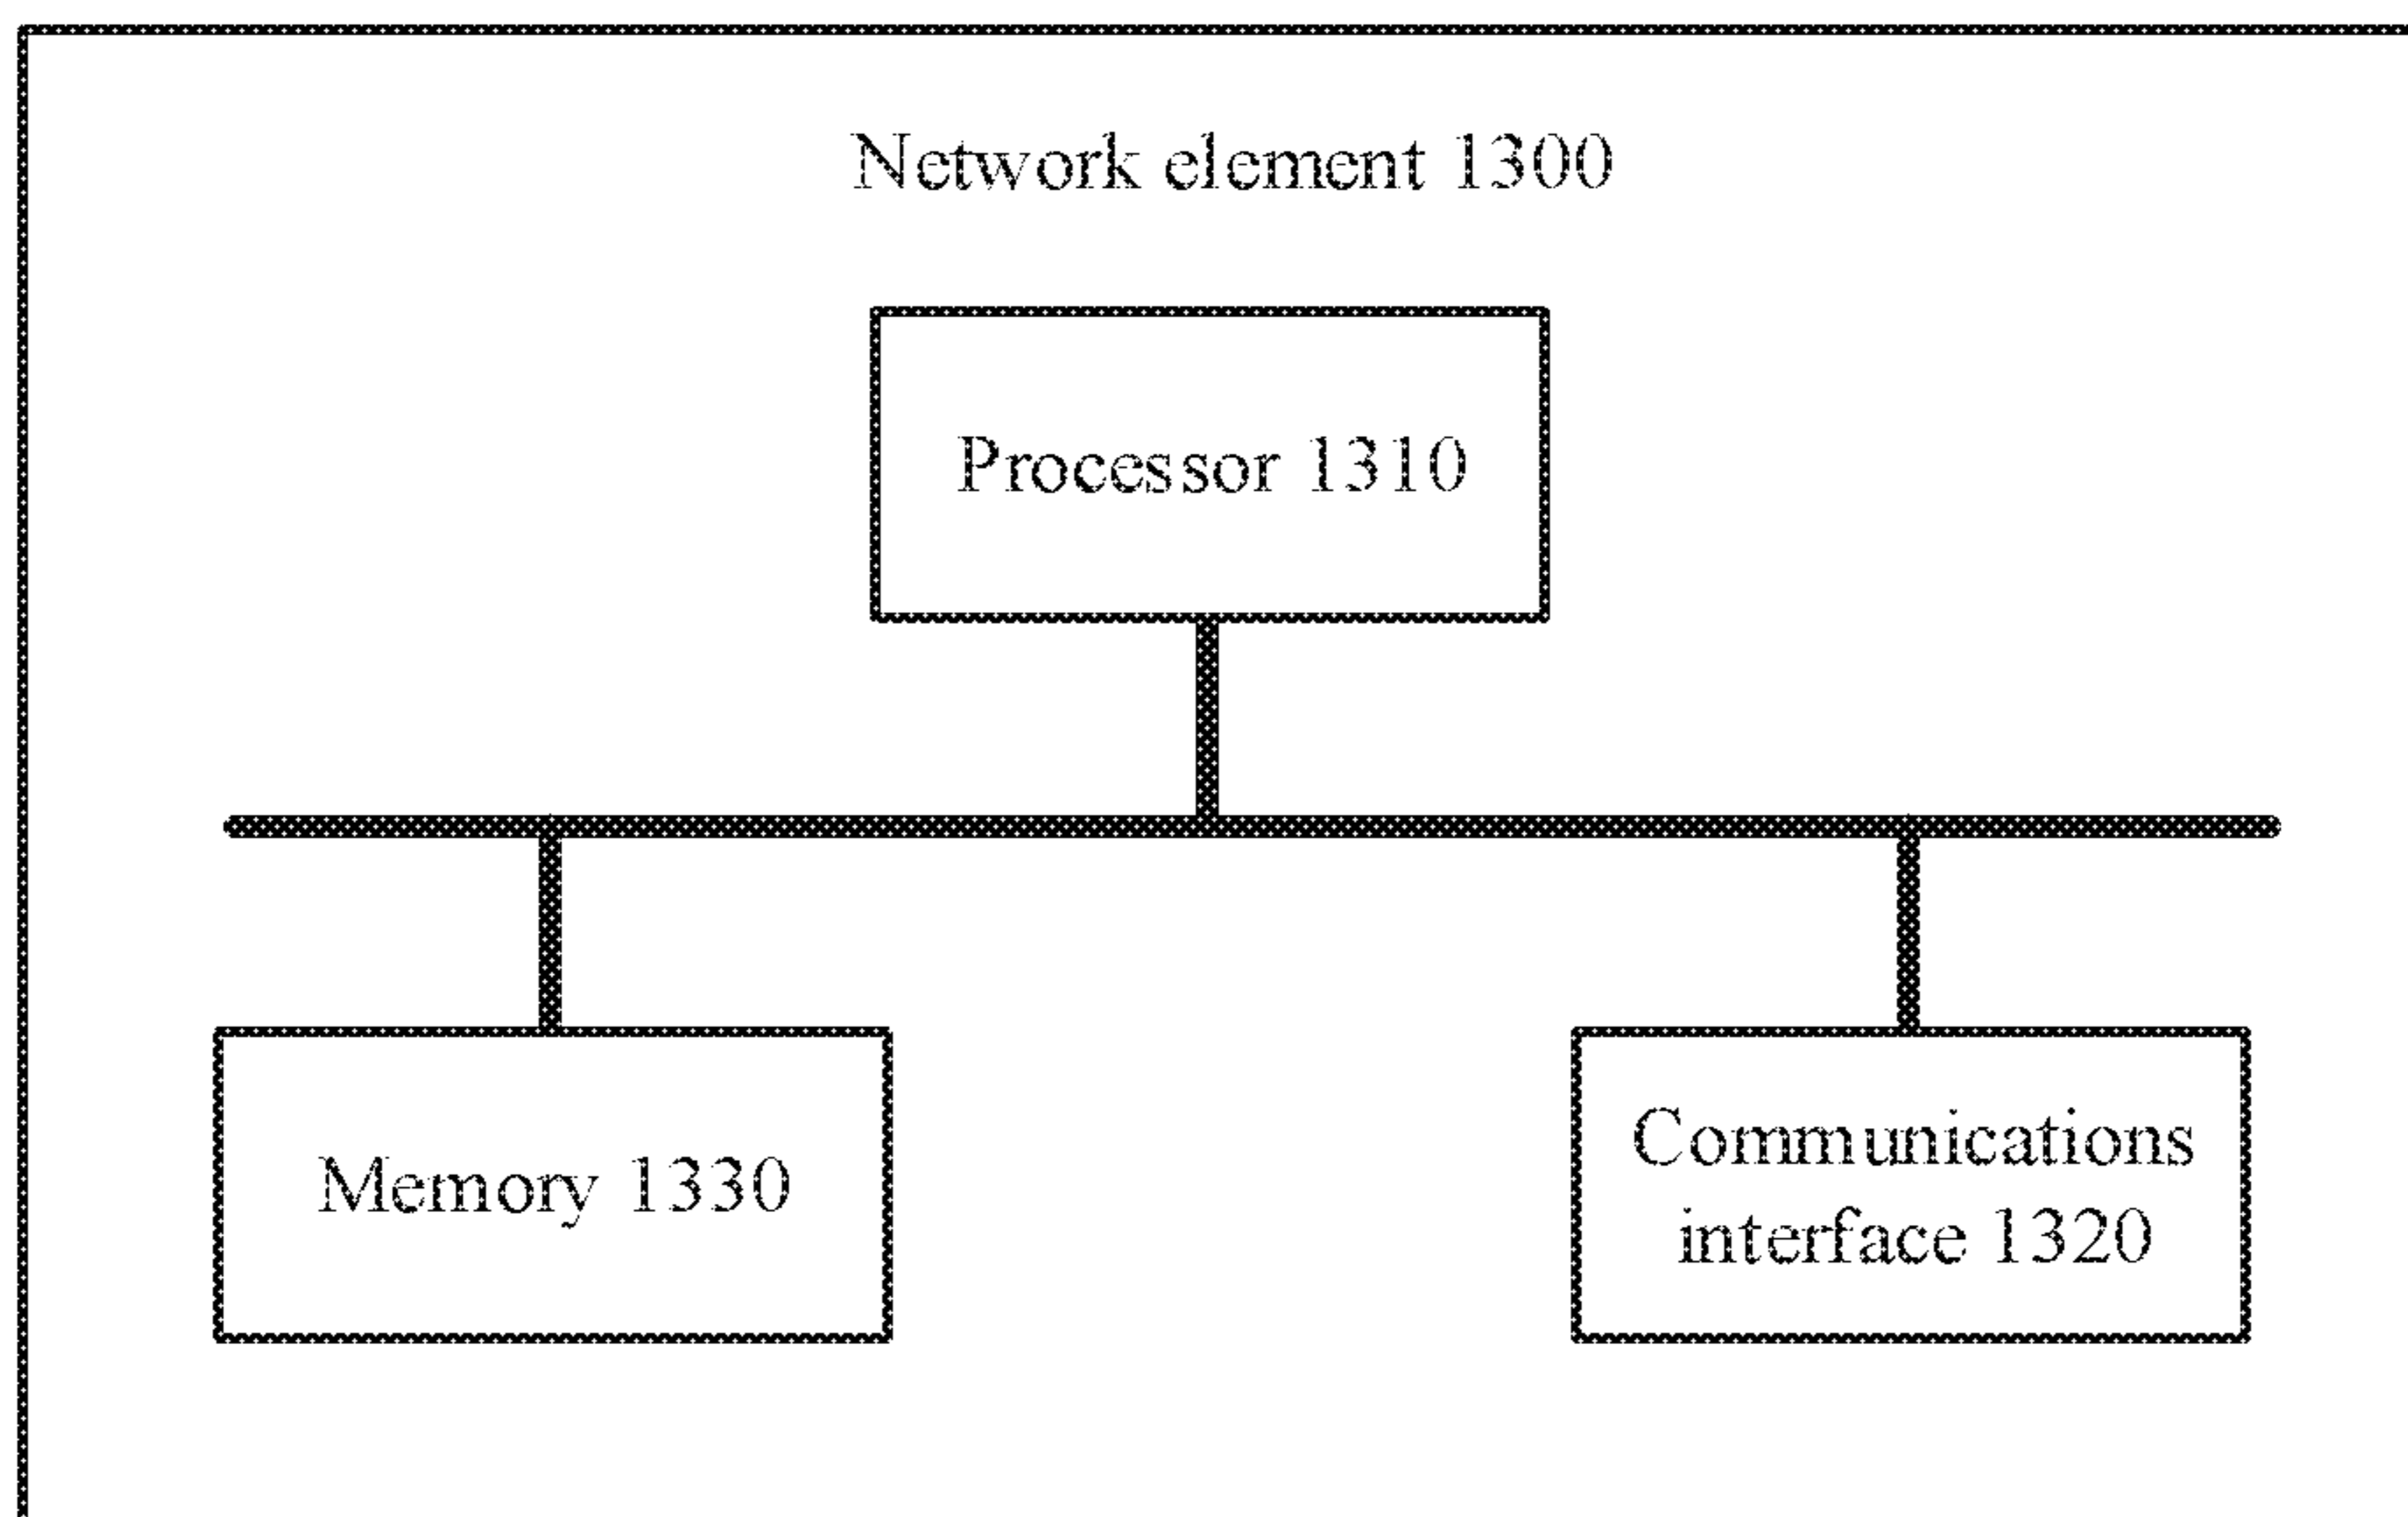 Network element 1300
Processor 1310
Memory 1330
Communications
interface 1320